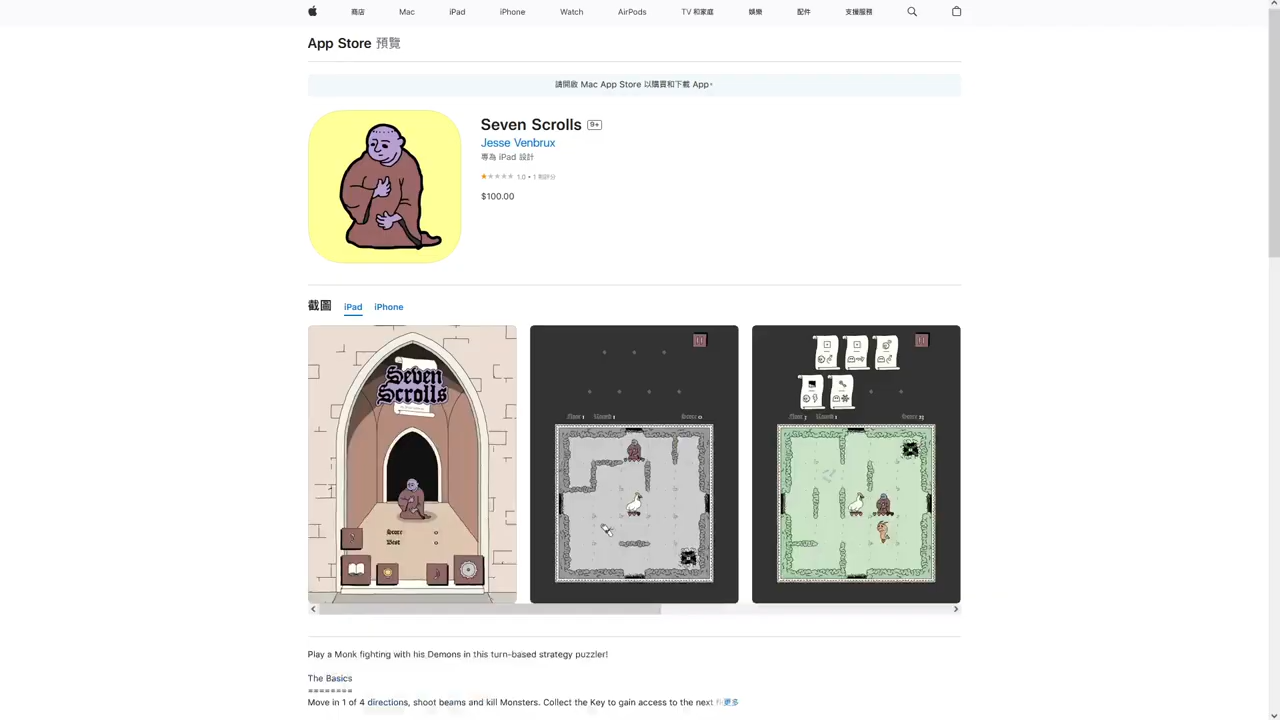 商店 Mac iPad iPhone Watch AirPods TV 和家庭 娛樂 配件 支援服務
App Store 預覽
請開啟 Mac App Store 以購買和下載 App。
Seven Scrolls 9+
Jesse Venbrux
專為 iPad 設計
1.0 • 1 則評分
$100.00
截圖 iPad iPhone
Seven
Scrolls
Score 0
Best 0
Play a Monk fighting with his Demons in this turn-based strategy puzzler!
The Basics
========
Move in 1 of 4 directions, shoot beams and kill Monsters. Collect the Key to gain access to the next 更多